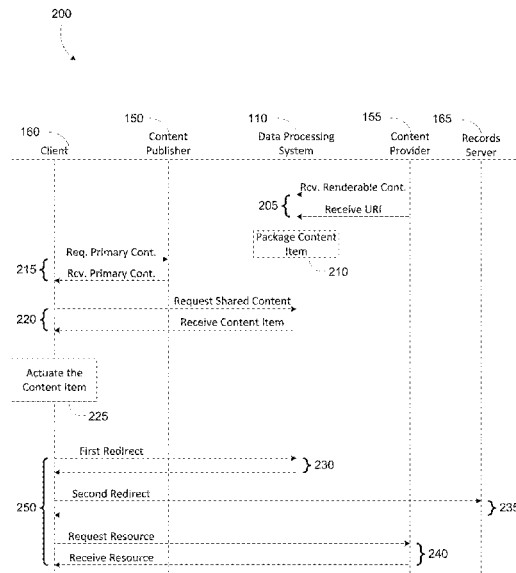 200
150
110
155
165
160
Content
Publisher
Data Processing
System
Content
Provider
Records
Server
Client
Rcv. Renderable Cont.
205
Receive URI
Package Content
Item
210
Req. Primary Cont.
215
Rcv. Primary Cont.
Request Shared Content
220
Receive Content Item
Actuate the
Content Item
225
First Redirect
230
Second Redirect
250
235
Request Resource
240
Receive Resource